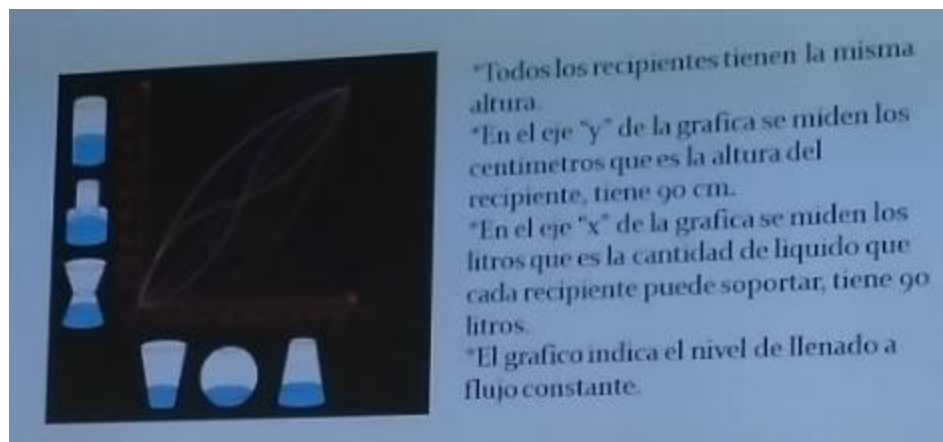 *Todos los recipientes tienen la misma
altura.
*En el eje "y" de la grafica se miden los
centimetros que es la altura del
recipiente, tiene 90 cm.
*En el eje "x" de la grafica se miden los
litros que es la cantidad de liquido que
cada recipiente puede soportar, tiene 90
litros.
*El grafico indica el nivel de llenado a
flujo constante.